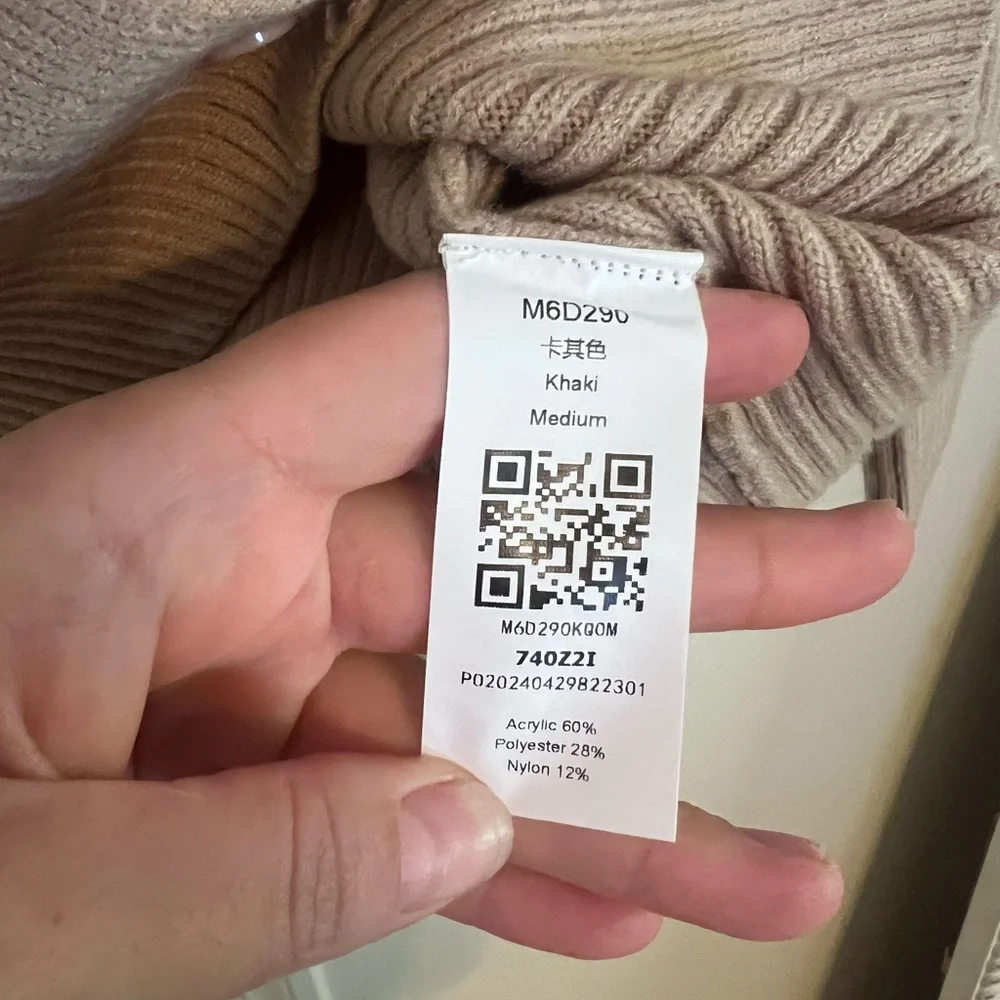 M6D290
卡其色
Khaki
Medium
M6D290KQ0M
740Z2I
P020240429822301
Acrylic 60%
Polyester 28%
Nylon 12%